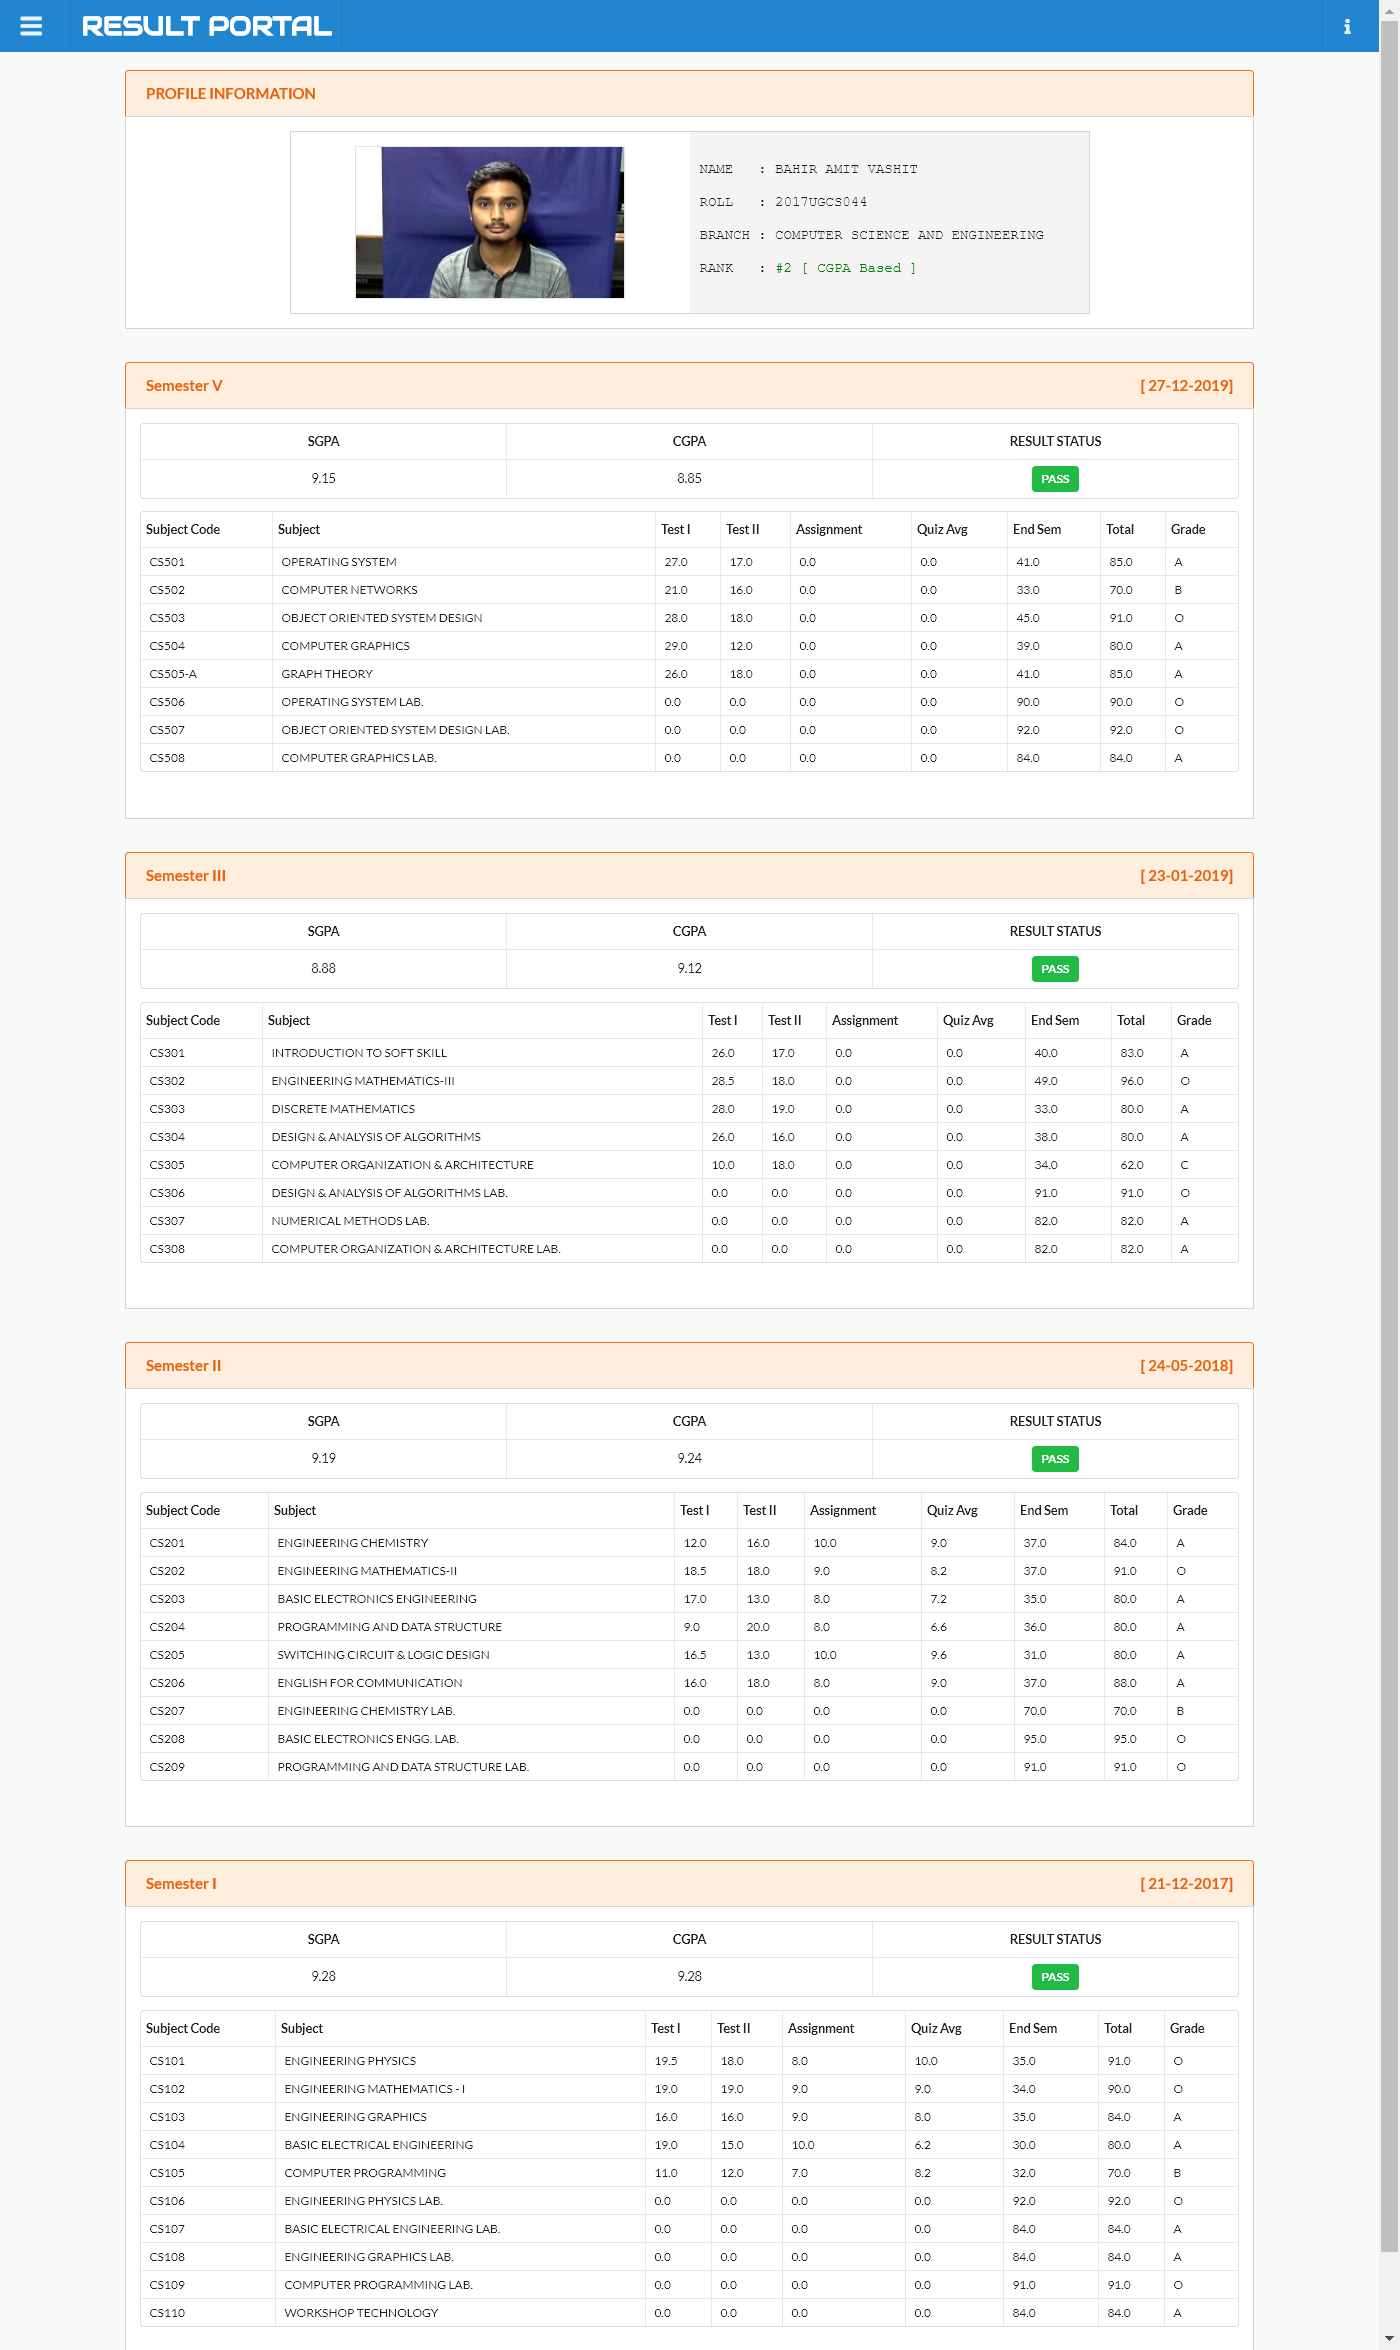 RESULT PORTAL
PROFILE INFORMATION
NAME : BAHIR AMIT VASHIT
ROLL : 2017UGCS044
BRANCH : COMPUTER SCIENCE AND ENGINEERING
RANK : #2 [ CGPA Based ]
Semester V [ 27-12-2019]
SGPA CGPA RESULT STATUS
9.15 8.85 PASS
Subject Code Subject Test I Test II Assignment Quiz Avg End Sem Total Grade
CS501 OPERATING SYSTEM 27.0 17.0 0.0 0.0 41.0 85.0 A
CS502 COMPUTER NETWORKS 21.0 16.0 0.0 0.0 33.0 70.0 B
CS503 OBJECT ORIENTED SYSTEM DESIGN 28.0 18.0 0.0 0.0 45.0 91.0 O
CS504 COMPUTER GRAPHICS 29.0 12.0 0.0 0.0 39.0 80.0 A
CS505-A GRAPH THEORY 26.0 18.0 0.0 0.0 41.0 85.0 A
CS506 OPERATING SYSTEM LAB. 0.0 0.0 0.0 0.0 90.0 90.0 O
CS507 OBJECT ORIENTED SYSTEM DESIGN LAB. 0.0 0.0 0.0 0.0 92.0 92.0 O
CS508 COMPUTER GRAPHICS LAB. 0.0 0.0 0.0 0.0 84.0 84.0 A
Semester III [ 23-01-2019]
SGPA CGPA RESULT STATUS
8.88 9.12 PASS
Subject Code Subject Test I Test II Assignment Quiz Avg End Sem Total Grade
CS301 INTRODUCTION TO SOFT SKILL 26.0 17.0 0.0 0.0 40.0 83.0 A
CS302 ENGINEERING MATHEMATICS-III 28.5 18.0 0.0 0.0 49.0 96.0 O
CS303 DISCRETE MATHEMATICS 28.0 19.0 0.0 0.0 33.0 80.0 A
CS304 DESIGN & ANALYSIS OF ALGORITHMS 26.0 16.0 0.0 0.0 38.0 80.0 A
CS305 COMPUTER ORGANIZATION & ARCHITECTURE 10.0 18.0 0.0 0.0 34.0 62.0 C
CS306 DESIGN & ANALYSIS OF ALGORITHMS LAB. 0.0 0.0 0.0 0.0 91.0 91.0 O
CS307 NUMERICAL METHODS LAB. 0.0 0.0 0.0 0.0 82.0 82.0 A
CS308 COMPUTER ORGANIZATION & ARCHITECTURE LAB. 0.0 0.0 0.0 0.0 82.0 82.0 A
Semester II [ 24-05-2018]
SGPA CGPA RESULT STATUS
9.19 9.24 PASS
Subject Code Subject Test I Test II Assignment Quiz Avg End Sem Total Grade
CS201 ENGINEERING CHEMISTRY 12.0 16.0 10.0 9.0 37.0 84.0 A
CS202 ENGINEERING MATHEMATICS-II 18.5 18.0 9.0 8.2 37.0 91.0 O
CS203 BASIC ELECTRONICS ENGINEERING 17.0 13.0 8.0 7.2 35.0 80.0 A
CS204 PROGRAMMING AND DATA STRUCTURE 9.0 20.0 8.0 6.6 36.0 80.0 A
CS205 SWITCHING CIRCUIT & LOGIC DESIGN 16.5 13.0 10.0 9.6 31.0 80.0 A
CS206 ENGLISH FOR COMMUNICATION 16.0 18.0 8.0 9.0 37.0 88.0 A
CS207 ENGINEERING CHEMISTRY LAB. 0.0 0.0 0.0 0.0 70.0 70.0 B
CS208 BASIC ELECTRONICS ENGG. LAB. 0.0 0.0 0.0 0.0 95.0 95.0 O
CS209 PROGRAMMING AND DATA STRUCTURE LAB. 0.0 0.0 0.0 0.0 91.0 91.0 O
Semester I [ 21-12-2017]
SGPA CGPA RESULT STATUS
9.28 9.28 PASS
Subject Code Subject Test I Test II Assignment Quiz Avg End Sem Total Grade
CS101 ENGINEERING PHYSICS 19.5 18.0 8.0 10.0 35.0 91.0 O
CS102 ENGINEERING MATHEMATICS - I 19.0 19.0 9.0 9.0 34.0 90.0 O
CS103 ENGINEERING GRAPHICS 16.0 16.0 9.0 8.0 35.0 84.0 A
CS104 BASIC ELECTRICAL ENGINEERING 19.0 15.0 10.0 6.2 30.0 80.0 A
CS105 COMPUTER PROGRAMMING 11.0 12.0 7.0 8.2 32.0 70.0 B
CS106 ENGINEERING PHYSICS LAB. 0.0 0.0 0.0 0.0 92.0 92.0 O
CS107 BASIC ELECTRICAL ENGINEERING LAB. 0.0 0.0 0.0 0.0 84.0 84.0 A
CS108 ENGINEERING GRAPHICS LAB. 0.0 0.0 0.0 0.0 84.0 84.0 A
CS109 COMPUTER PROGRAMMING LAB. 0.0 0.0 0.0 0.0 91.0 91.0 O
CS110 WORKSHOP TECHNOLOGY 0.0 0.0 0.0 0.0 84.0 84.0 A